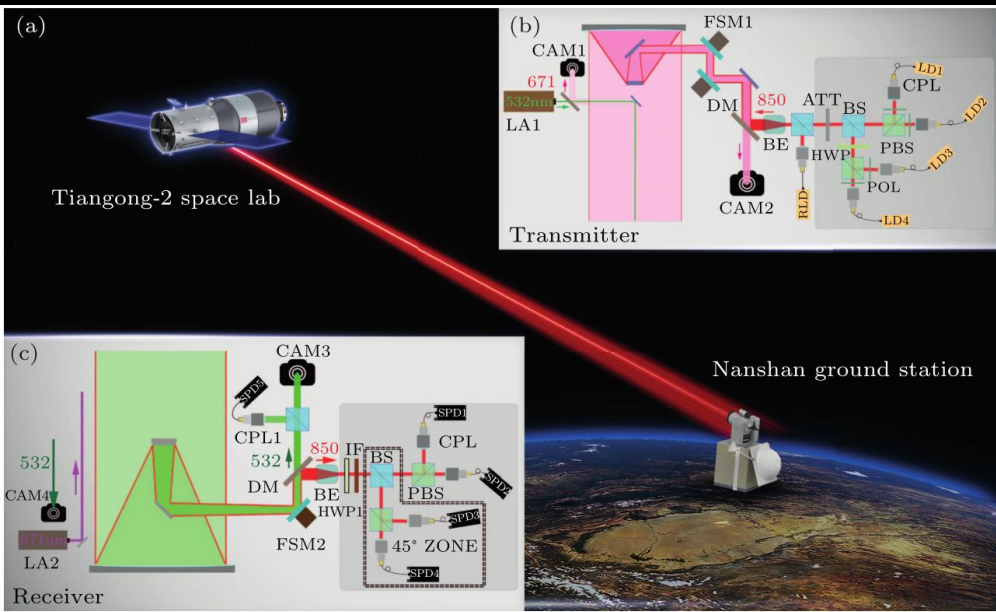 (a)
Tiangong-2 space lab
Nanshan ground station
(b)
FSM1
CAM1
671
532nm
LA1
DM
850
BE
CAM2
ATT
BS
HWP
RLD
CPL
PBS
POL
LD1
LD2
LD3
LD4
Transmitter
(c)
CAM3
SPD5
CPL1
532
850
IF
DM
BE
HWP1
FSM2
BS
CPL
PBS
SPD1
SPD2
SPD3
45° ZONE
SPD4
532
CAM4
671nm
LA2
Receiver